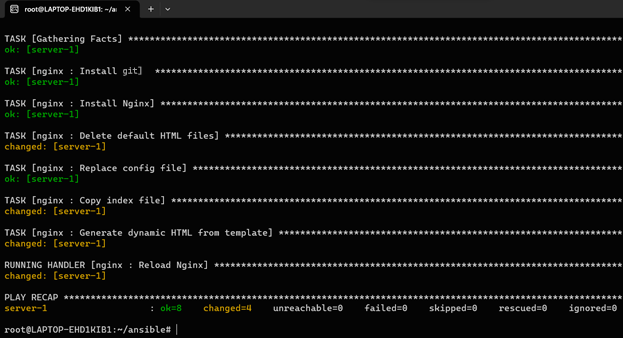 root@LAPTOP-EHD1KIB1: ~/ar
TASK [Gathering Facts] ****************************************************************************************
ok: [server-1]
TASK [nginx : Install git] **************************************************************************************
ok: [server-1]
TASK [nginx : Install Nginx] **********************************************************************************
ok: [server-1]
TASK [nginx : Delete default HTML files] **********************************************************************
changed: [server-1]
TASK [nginx : Replace config file] ****************************************************************************
ok: [server-1]
TASK [nginx : Copy index file] ********************************************************************************
changed: [server-1]
TASK [nginx : Generate dynamic HTML from template] ************************************************************
changed: [server-1]
RUNNING HANDLER [nginx : Reload Nginx] ************************************************************************
changed: [server-1]
PLAY RECAP ****************************************************************************************************
server-1 : ok=8 changed=4 unreachable=0 failed=0 skipped=0 rescued=0 ignored=0
root@LAPTOP-EHD1KIB1:~/ansible#